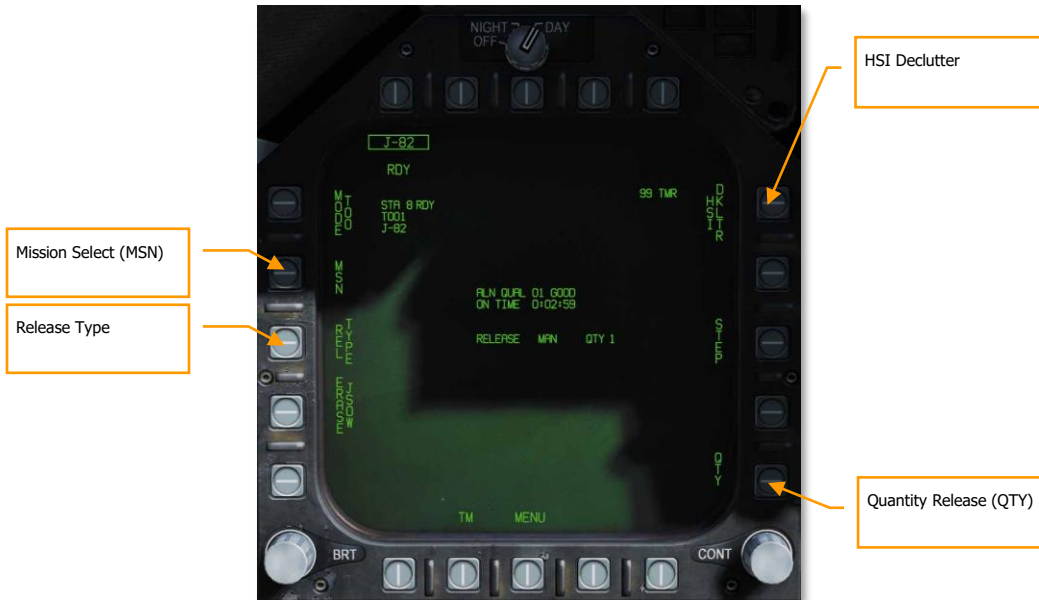 NIGHT DAY
OFF
HSI Declutter
J-82
RDY
99 TMR
MODE
TOO
HSI
DKLTR
STA 8 RDY
T001
J-82
Mission Select (MSN)
MSN
ALN QUAL 01 GOOD
ON TIME 0:02:59
Release Type
REL
TYPE
RELEASE MAN QTY 1
STEP
ERASE
JSOW
QTY
Quantity Release (QTY)
TM MENU
BRT
CONT